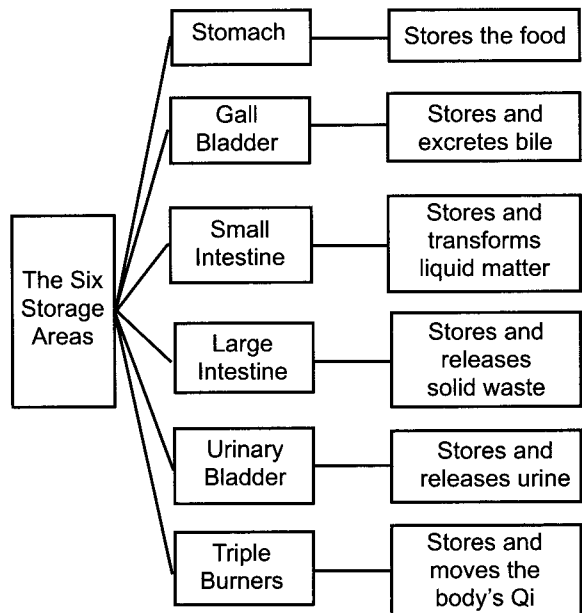 The Six
Storage
Areas
Stomach
Stores the food
Gall
Bladder
Stores and
excretes bile
Small
Intestine
Stores and
transforms
liquid matter
Large
Intestine
Stores and
releases
solid waste
Urinary
Bladder
Stores and
releases urine
Triple
Burners
Stores and
moves the
body's Qi